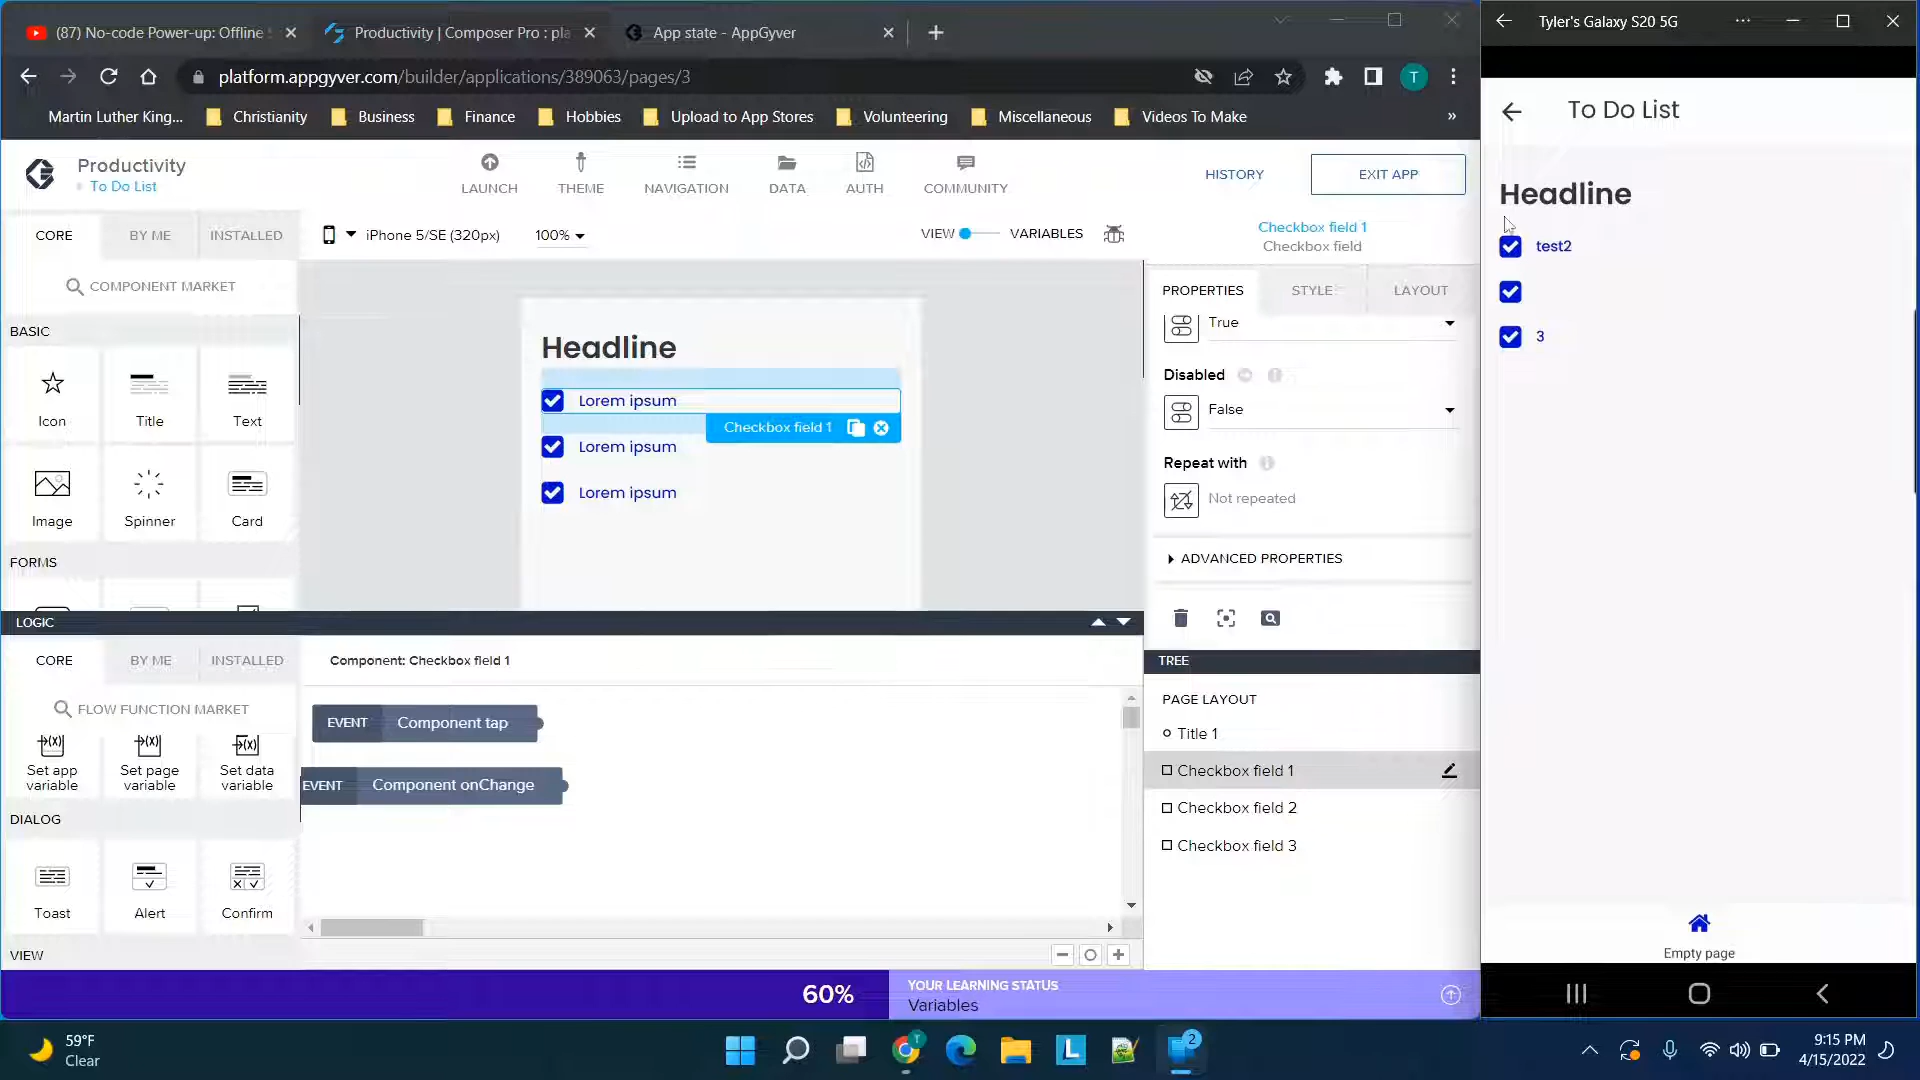 (87) No-code Power-up: Offline
Productivity | Composer Pro : pla
App state - AppGyver
Tyler's Galaxy S20 5G
platform.appgyver.com/builder/applications/389063/pages/3
T
Martin Luther King...
Christianity
Business
Finance
Hobbies
Upload to App Stores
Volunteering
Miscellaneous
Videos To Make
»
To Do List
Productivity
To Do List
LAUNCH
THEME
NAVIGATION
DATA
AUTH
COMMUNITY
HISTORY
EXIT APP
Headline
test2
3
CORE
BY ME
INSTALLED
iPhone 5/SE (320px)
100%
VIEW
VARIABLES
Checkbox field 1
Checkbox field
COMPONENT MARKET
PROPERTIES
STYLE
LAYOUT
BASIC
Icon
Title
Text
Image
Spinner
Card
FORMS
Headline
Lorem ipsum
Checkbox field 1
Lorem ipsum
Lorem ipsum
True
Disabled
False
Repeat with
Not repeated
ADVANCED PROPERTIES
LOGIC
CORE
BY ME
INSTALLED
Component: Checkbox field 1
TREE
FLOW FUNCTION MARKET
PAGE LAYOUT
Title 1
Checkbox field 1
Checkbox field 2
Checkbox field 3
EVENT
Component tap
EVENT
Component onChange
Set app
variable
Set page
variable
Set data
variable
DIALOG
Toast
Alert
Confirm
VIEW
Empty page
60%
YOUR LEARNING STATUS
Variables
59°F
Clear
T
L
2
9:15 PM
4/15/2022